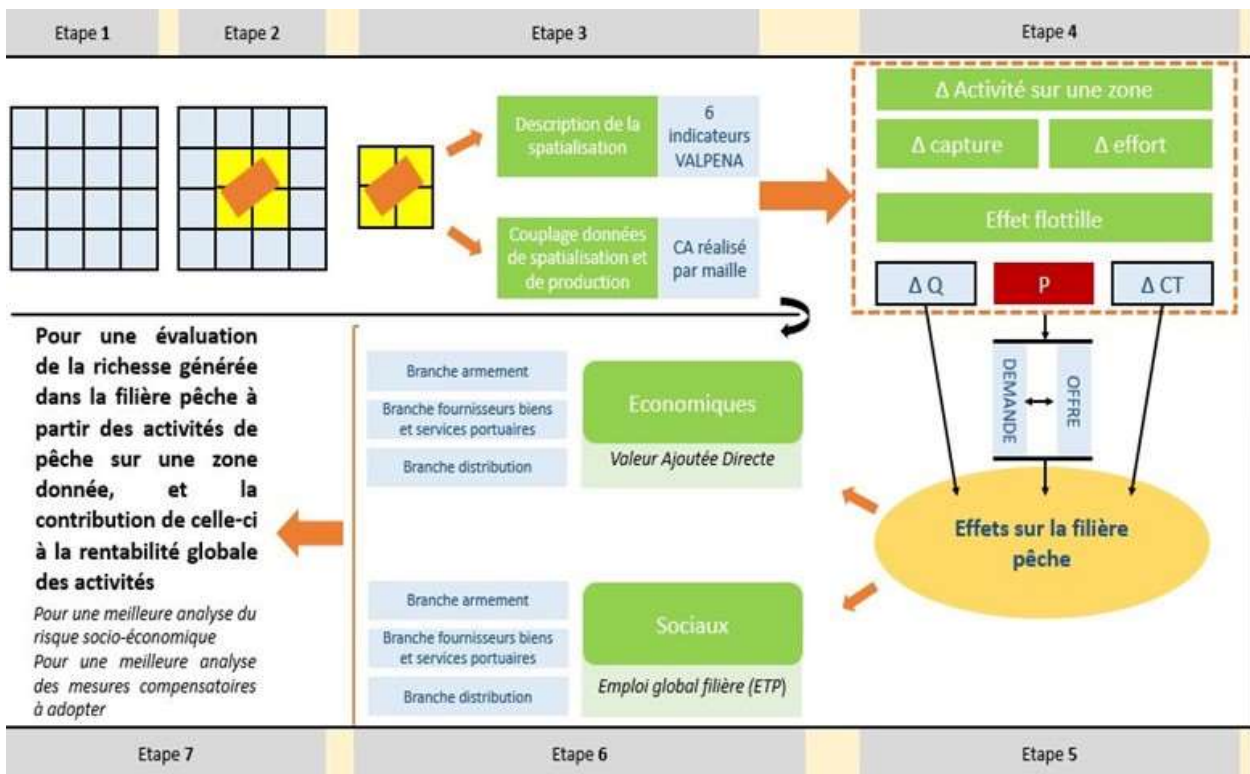 Etape 1
Etape 2
Etape 3
Etape 4
Description de la
spatialisation
6
indicateurs
VALPENA
Couplage données
de spatialisation et
de production
CA réalisé
par maille
Δ Activité sur une zone
Δ capture
Δ effort
Effet flottille
Δ Q
P
Δ CT
DEMANDE
OFFRE
Effets sur la filière
pêche
Branche armement
Branche fournisseurs biens
et services portuaires
Branche distribution
Economiques
Valeur Ajoutée Directe
Branche armement
Branche fournisseurs biens
et services portuaires
Branche distribution
Sociaux
Emploi global filière (ETP)
Pour une évaluation
de la richesse générée
dans la filière pêche à
partir des activités de
pêche sur une zone
donnée, et la
contribution de celle-ci
à la rentabilité globale
des activités
Pour une meilleure analyse du
risque socio-économique
Pour une meilleure analyse
des mesures compensatoires
à adopter
Etape 7
Etape 6
Etape 5